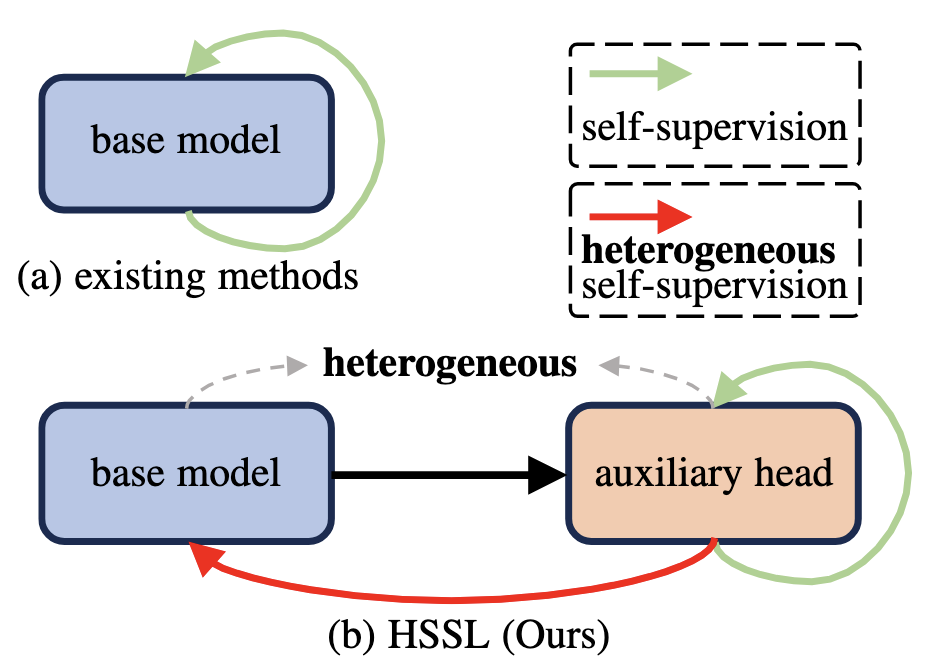 base model
self-supervision
heterogeneous
self-supervision
(a) existing methods
heterogeneous
base model
auxiliary head
(b) HSSL (Ours)